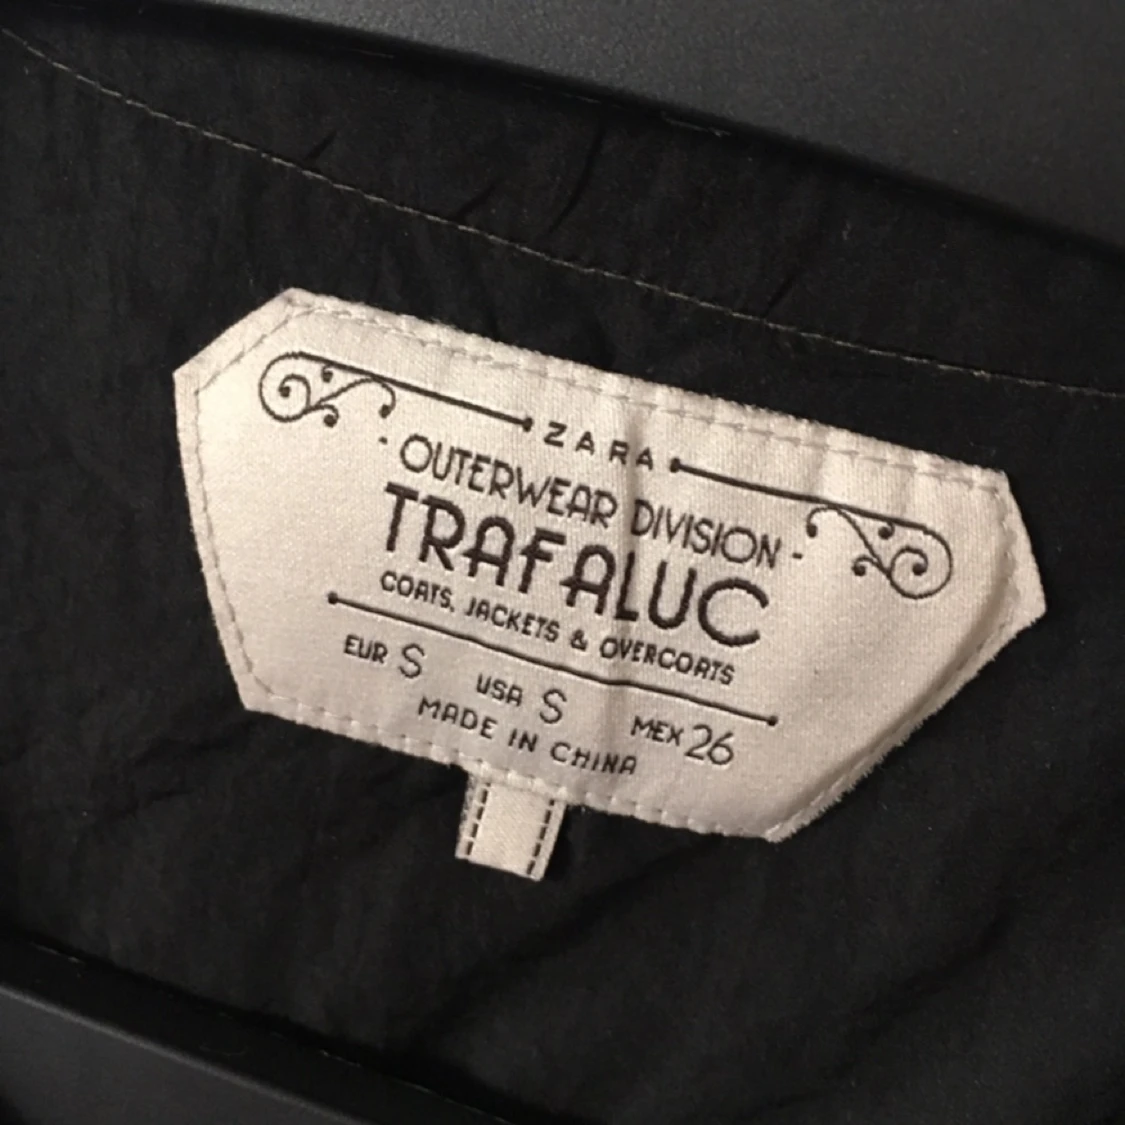 ZARA
- OUTERWEAR DIVISION -
TRAFALUC
COATS, JACKETS & OVERCOATS
EUR S USA S MEX 26
MADE IN CHINA